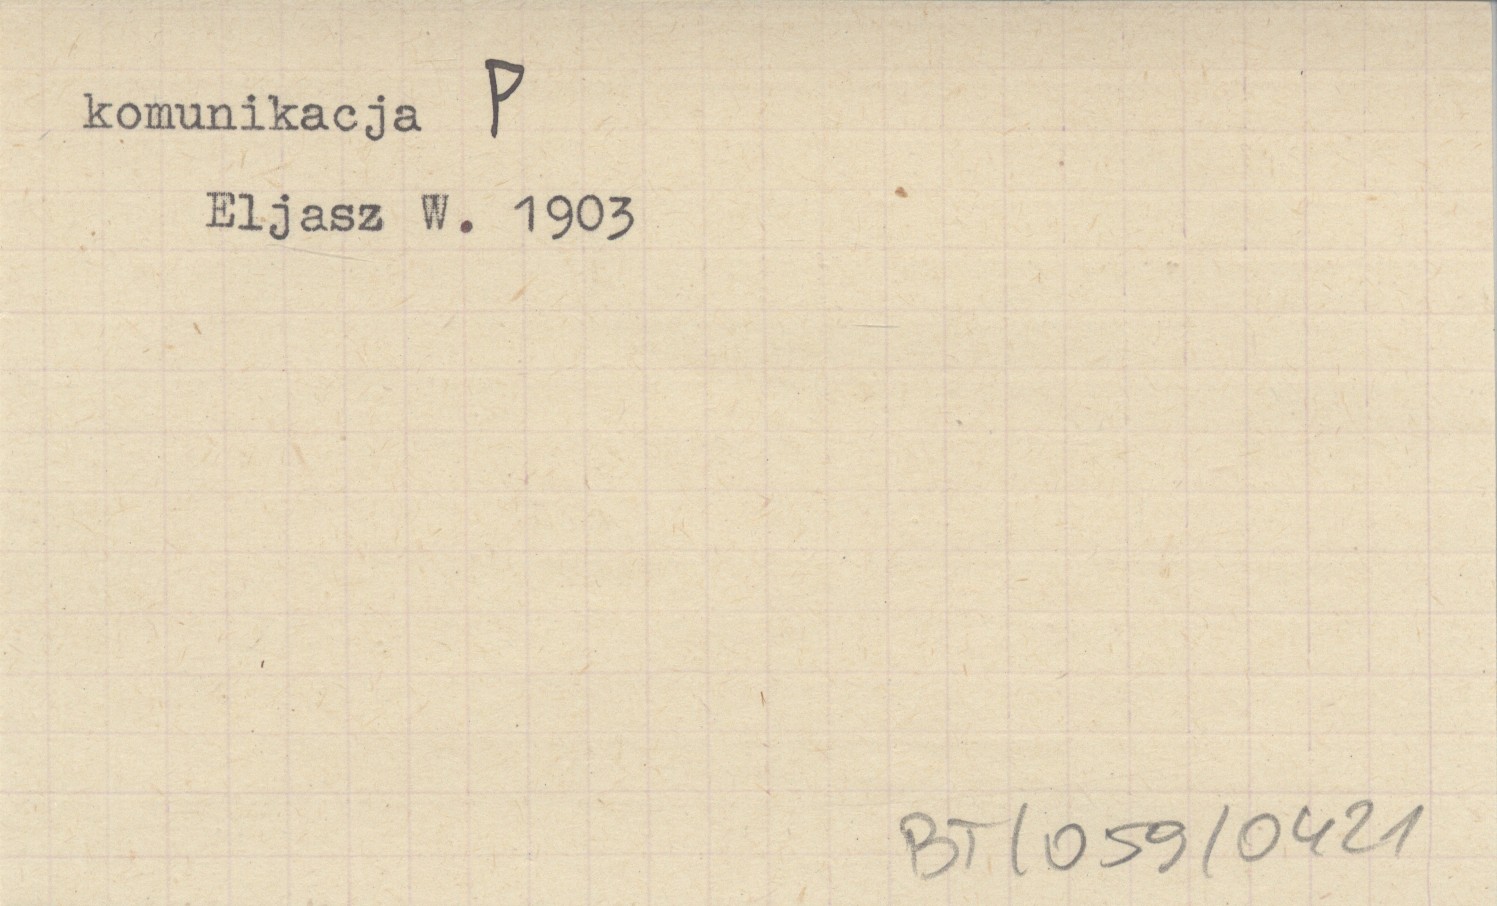 komunikacja P
Eljasz W. 1903
BT/059/0421